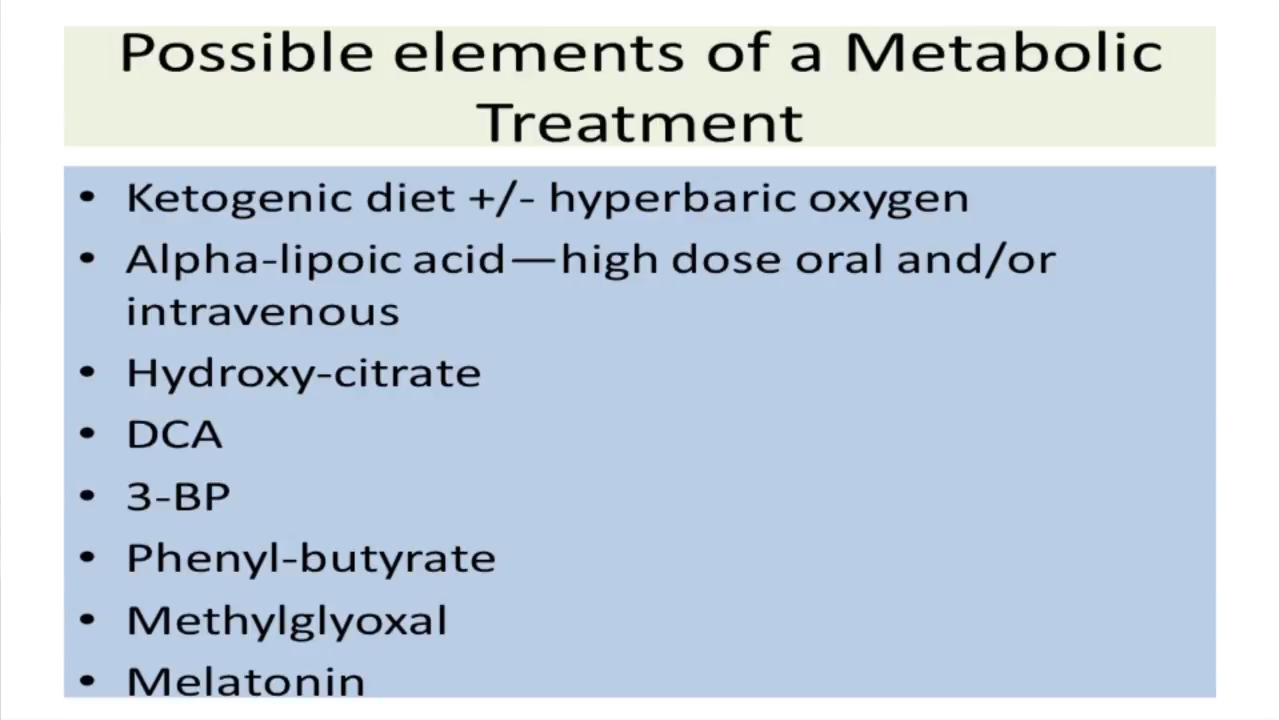 Possible elements of a Metabolic
Treatment
• Ketogenic diet +/- hyperbaric oxygen
• Alpha-lipoic acid—high dose oral and/or
intravenous
• Hydroxy-citrate
• DCA
• 3-BP
• Phenyl-butyrate
• Methylglyoxal
• Melatonin